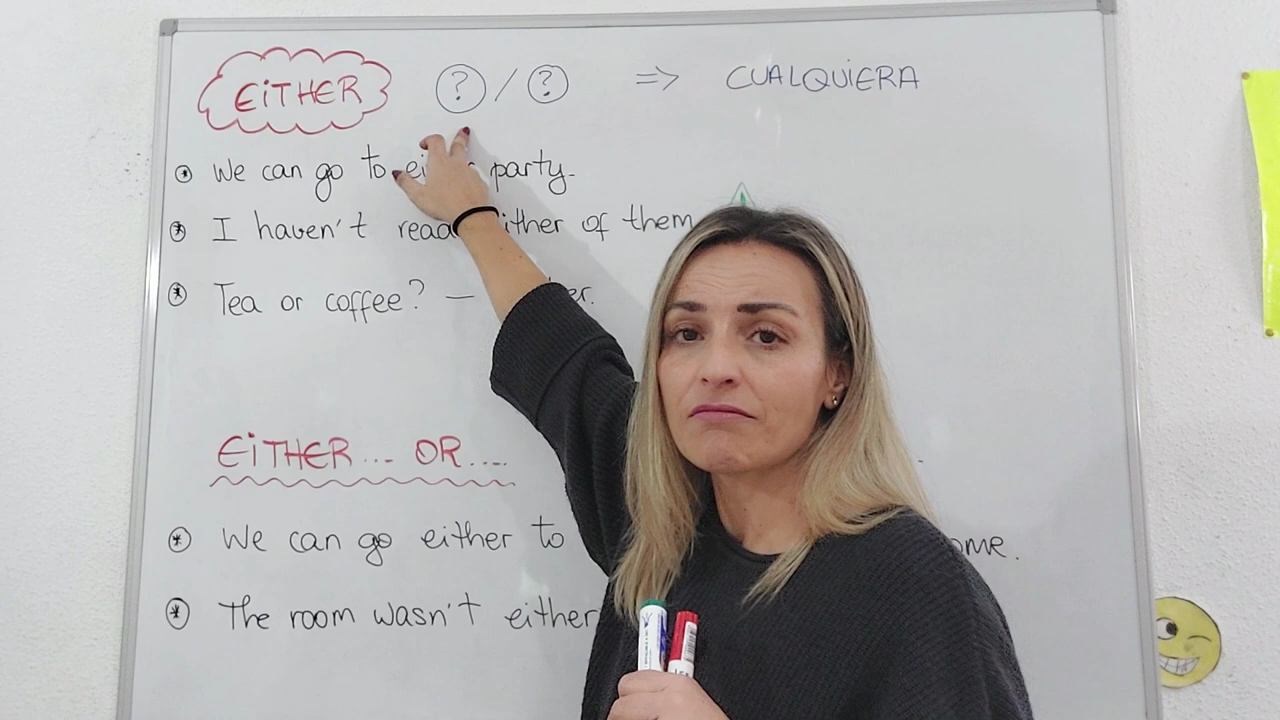 EITHER ? / ? => CUALQUIERA
We can go to either party.
I haven't read either of them
Tea or coffee? —
EITHER... OR....
We can go either to
The room wasn't either